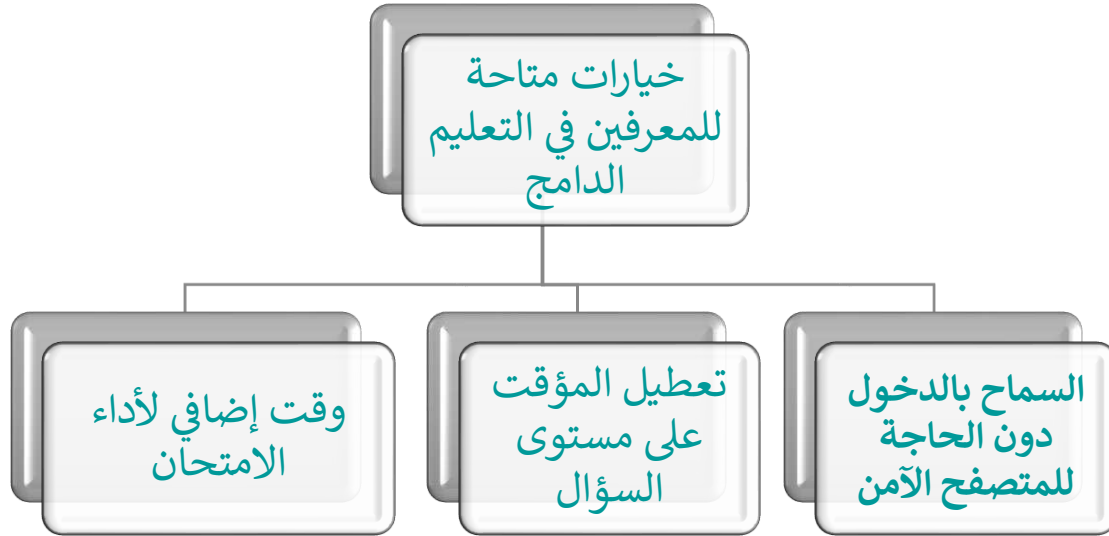 خيارات متاحة
للمعرفين في التعليم
الدامج
السماح بالدخول
دون الحاجة
للمتصفح الآمن
تعطيل المؤقت
على مستوى
السؤال
وقت إضافي لأداء
الامتحان